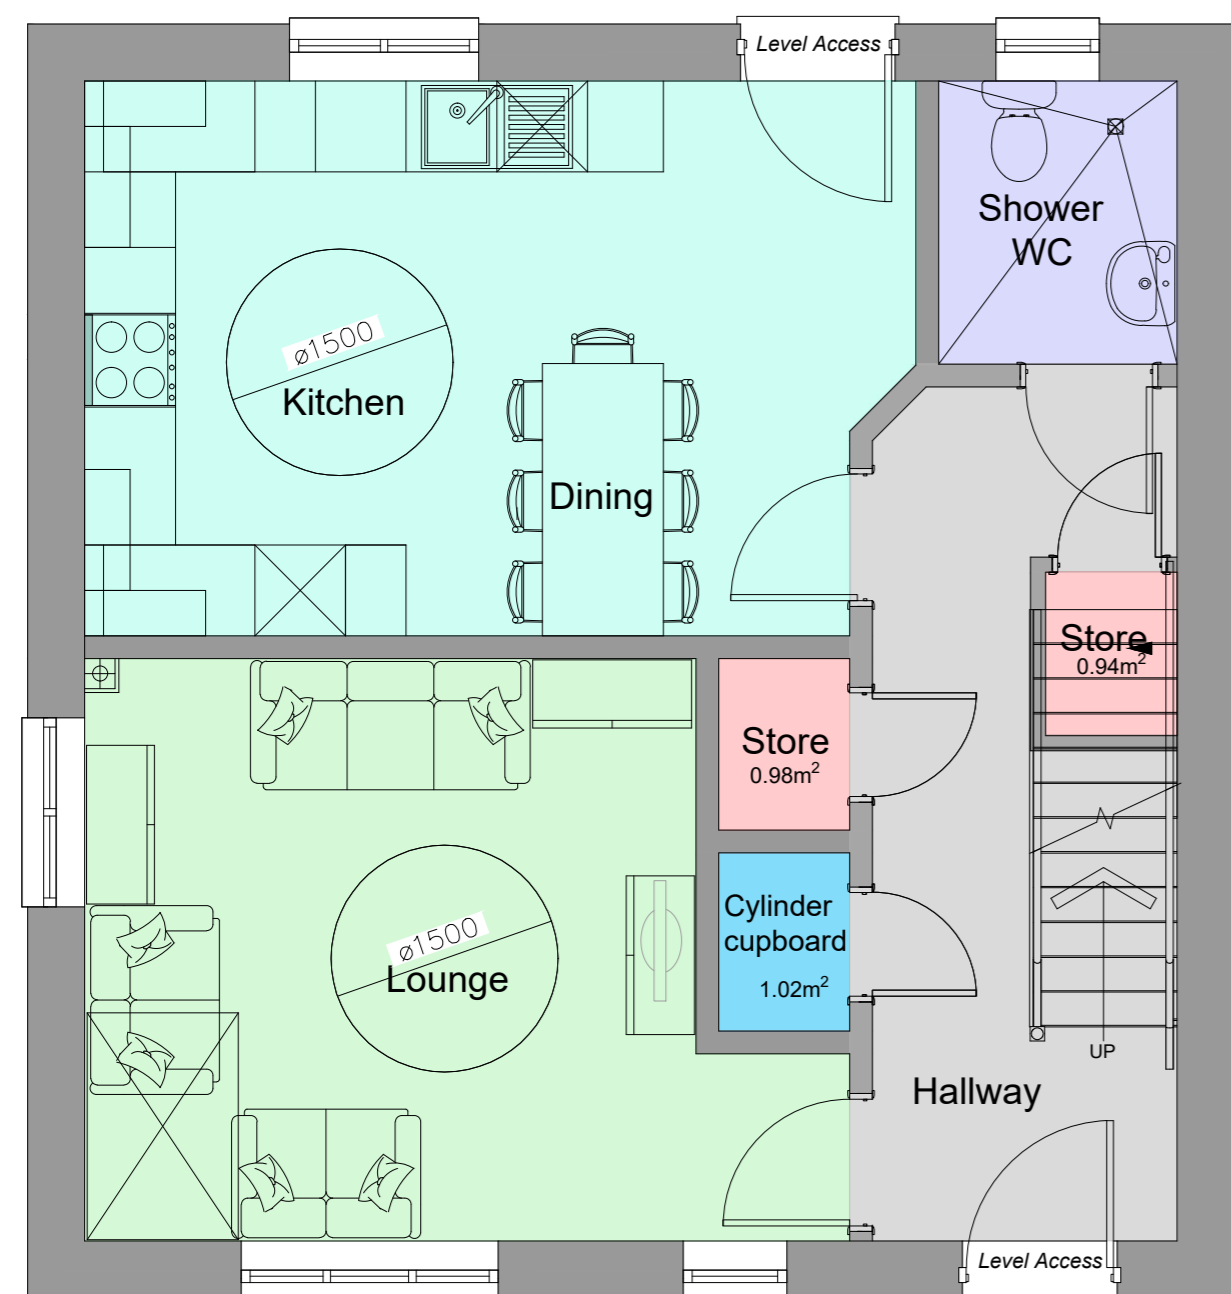 Level Access
Shower
WC
ø1500
Kitchen
Dining
Store
0.94m²
Store
0.98m²
Cylinder
cupboard
1.02m²
ø1500
Lounge
UP
Hallway
Level Access